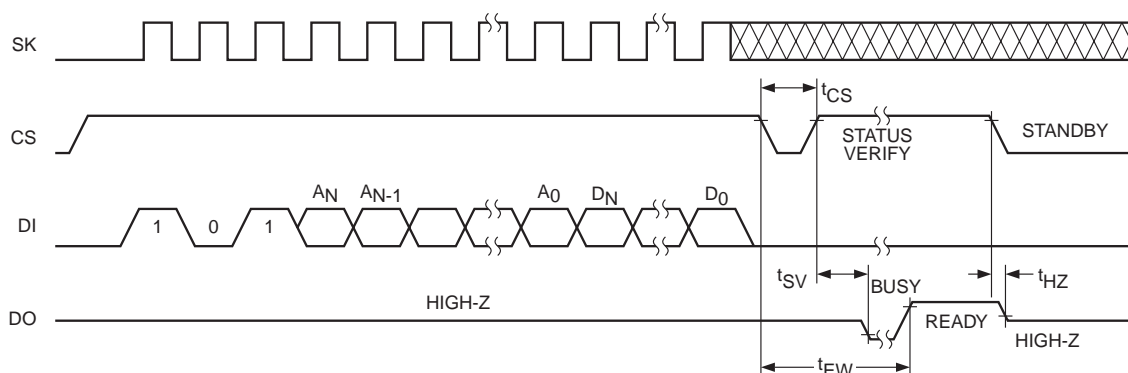 SK
tCS
CS
STATUS
VERIFY
STANDBY
AN
AN-1
A0
DN
D0
DI
1
0
1
tSV
BUSY
tHZ
HIGH-Z
DO
READY
HIGH-Z
tEW